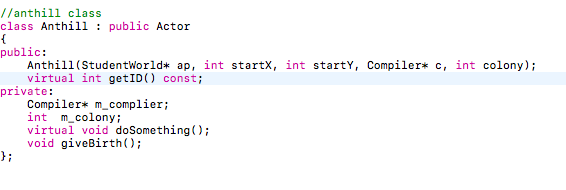 //anthill class
class Anthill : public Actor
{
public:
    Anthill(StudentWorld* ap, int startX, int startY, Compiler* c, int colony);
    virtual int getID() const;
private:
    Compiler* m_complier;
    int  m_colony;
    virtual void doSomething();
    void giveBirth();
};